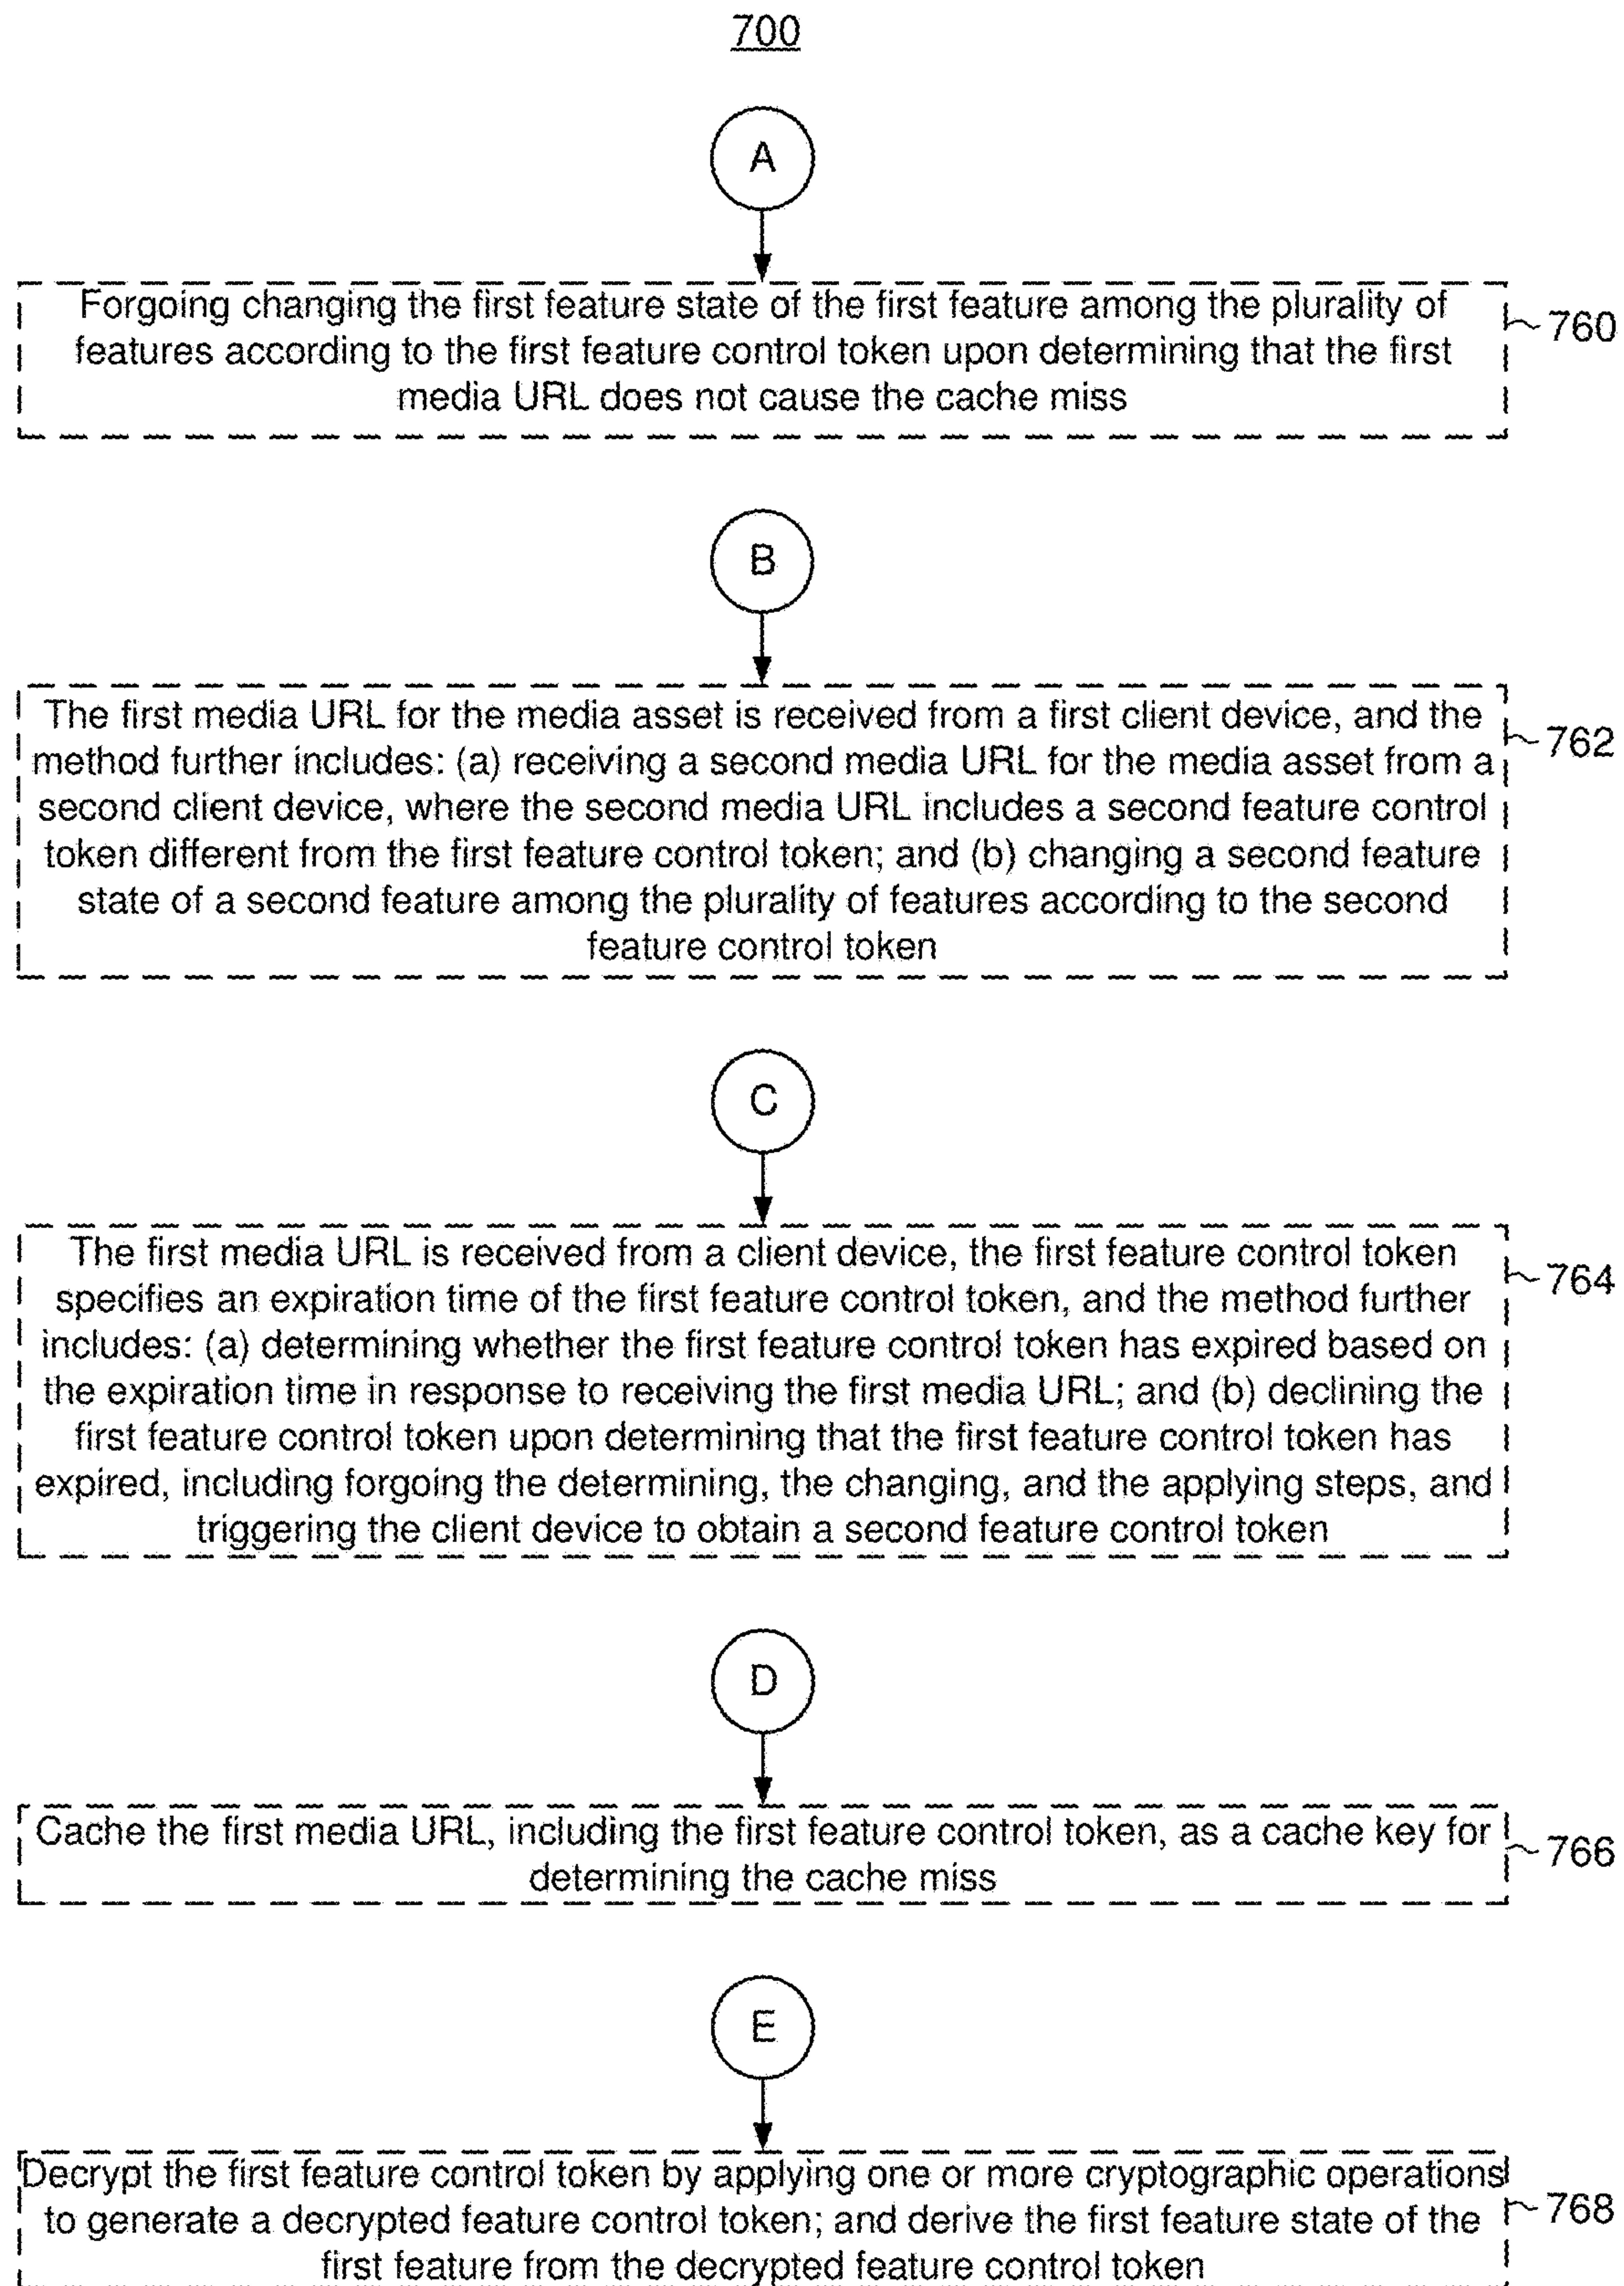 700
A
Forgoing changing the first feature state of the first feature among the plurality of
features according to the first feature control token upon determining that the first
media URL does not cause the cache miss
760
B
The first media URL for the media asset is received from a first client device, and the
method further includes: (a) receiving a second media URL for the media asset from a
second client device, where the second media URL includes a second feature control
token different from the first feature control token; and (b) changing a second feature
state of a second feature among the plurality of features according to the second
feature control token
762
C
The first media URL is received from a client device, the first feature control token
specifies an expiration time of the first feature control token, and the method further
includes: (a) determining whether the first feature control token has expired based on
the expiration time in response to receiving the first media URL; and (b) declining the
first feature control token upon determining that the first feature control token has
expired, including forgoing the determining, the changing, and the applying steps, and
triggering the client device to obtain a second feature control token
764
D
Cache the first media URL, including the first feature control token, as a cache key for
determining the cache miss
766
E
Decrypt the first feature control token by applying one or more cryptographic operations
to generate a decrypted feature control token; and derive the first feature state of the
first feature from the decrypted feature control token
768